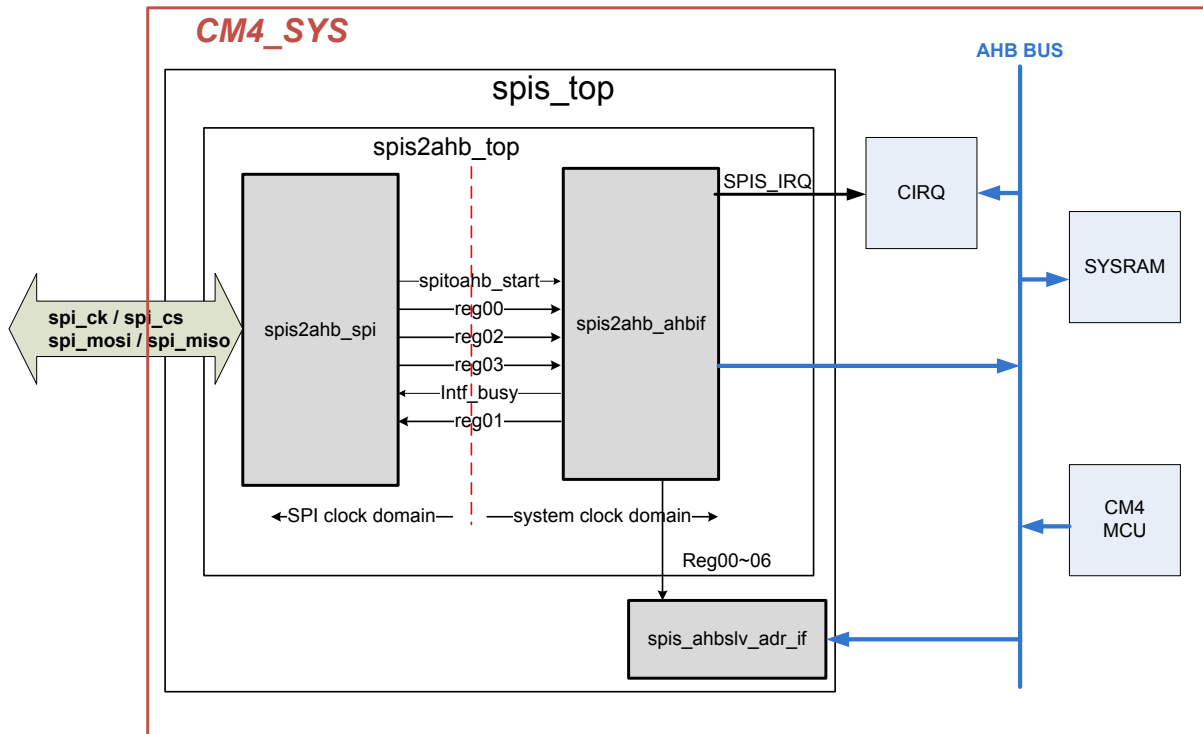 CM4_SYS
AHB BUS
spis_top
spis2ahb_top
SPIS_IRQ
CIRQ
SYSRAM
spitoahb_start
reg00
spis2ahb_spi
spis2ahb_ahbif
reg02
reg03
Intf_busy
reg01
spi_ck / spi_cs
spi_mosi / spi_miso
SPI clock domain
system clock domain
CM4
MCU
Reg00~06
spis_ahbslv_adr_if